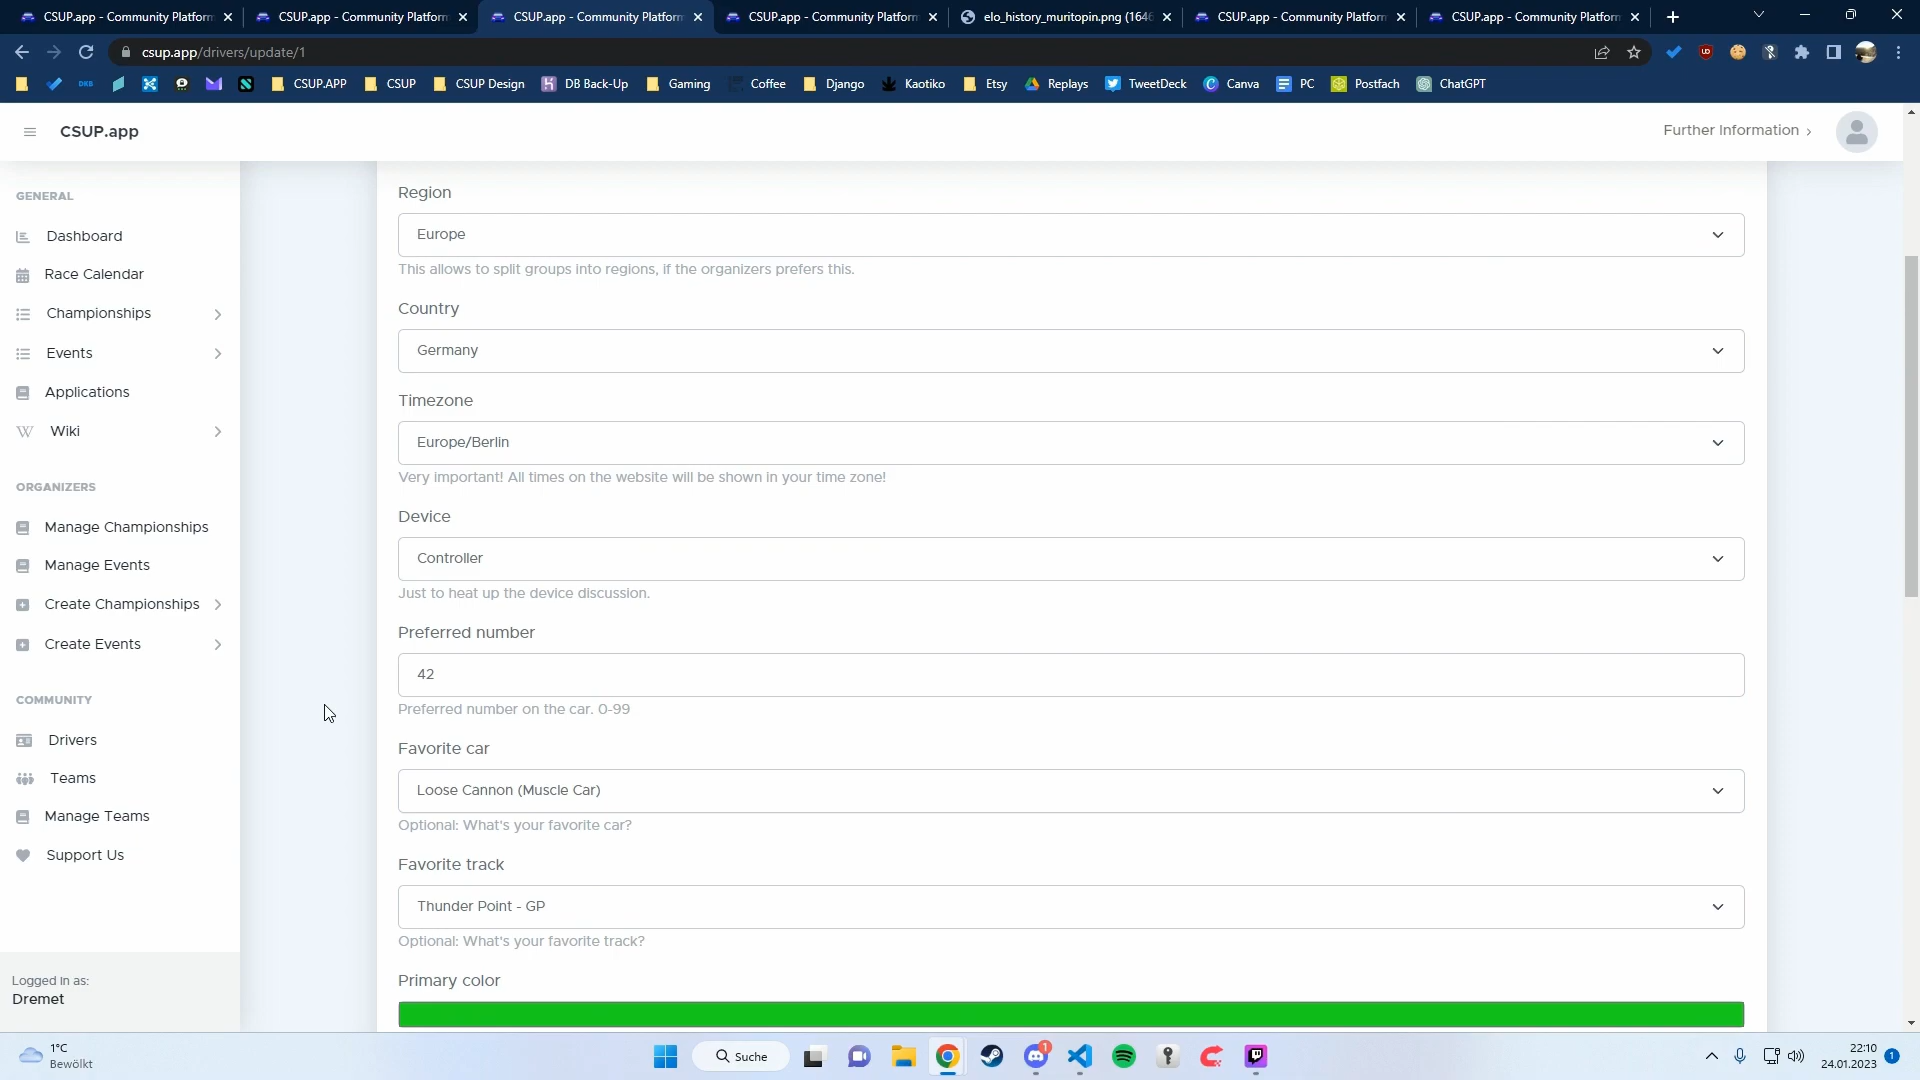 CSUP.app - Community Platform
CSUP.app - Community Platform
CSUP.app - Community Platform
CSUP.app - Community Platform
elo_history_muritopin.png (1646
CSUP.app - Community Platform
CSUP.app - Community Platform
csup.app/drivers/update/1
DKB
CSUP.APP
CSUP
CSUP Design
DB Back-Up
Gaming
Coffee
Django
Kaotiko
Etsy
Replays
TweetDeck
Canva
PC
Postfach
ChatGPT
CSUP.app
Further Information
GENERAL
Dashboard
Race Calendar
Championships
Events
Applications
Wiki
ORGANIZERS
Manage Championships
Manage Events
Create Championships
Create Events
COMMUNITY
Drivers
Teams
Manage Teams
Support Us
Logged in as:
Dremet
Region
Europe
This allows to split groups into regions, if the organizers prefers this.
Country
Germany
Timezone
Europe/Berlin
Very important! All times on the website will be shown in your time zone!
Device
Controller
Just to heat up the device discussion.
Preferred number
42
Preferred number on the car. 0-99
Favorite car
Loose Cannon (Muscle Car)
Optional: What's your favorite car?
Favorite track
Thunder Point - GP
Optional: What's your favorite track?
Primary color
1°C
Bewölkt
Suche
1
22:10
24.01.2023
1